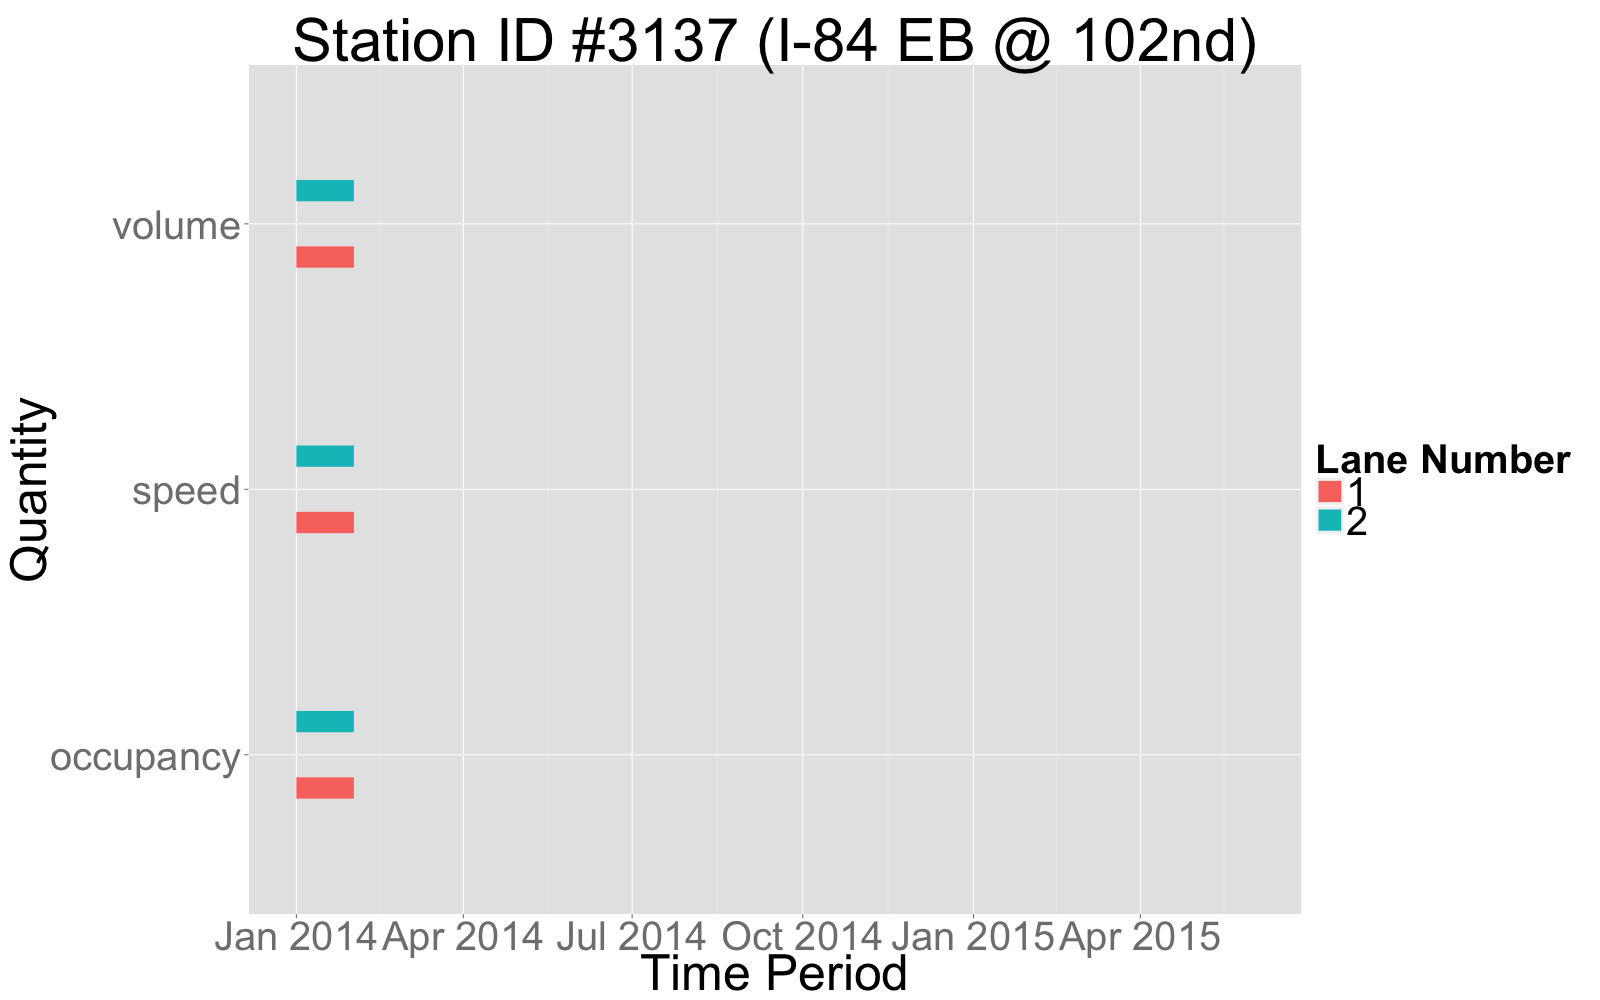 Station ID #3137 (I-84 EB @ 102nd)
volume
speed
occupancy
Quantity
Jan 2014 Apr 2014 Jul 2014 Oct 2014 Jan 2015 Apr 2015
Time Period
Lane Number
1
2